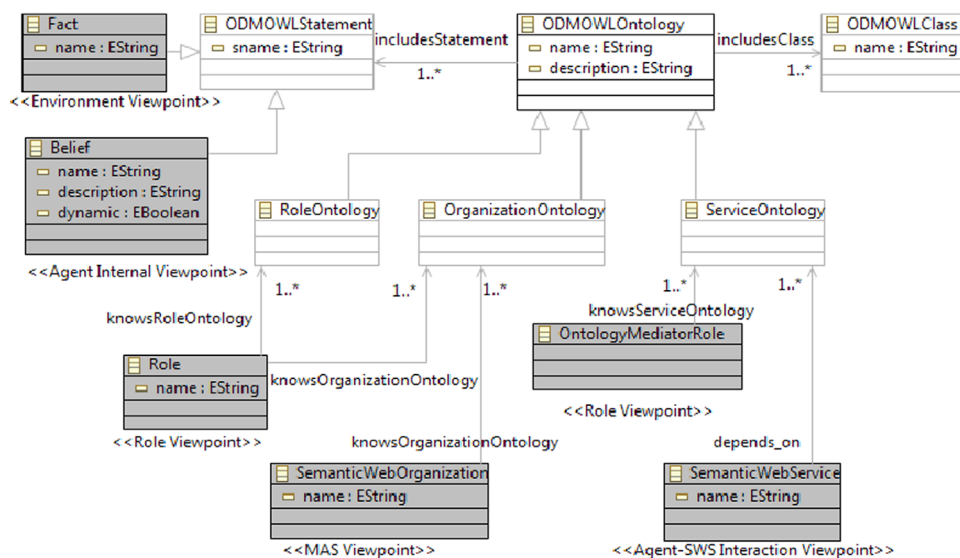 Fact
name : EString
<<Environment Viewpoint>>
ODMOWLStatement
sname : EString
includesStatement
1..*
ODMOWLOntology
name : EString
description : EString
includesClass
1..*
ODMOWLClass
name : EString
Belief
name : EString
description : EString
dynamic : EBoolean
<<Agent Internal Viewpoint>>
RoleOntology
OrganizationOntology
ServiceOntology
1..*
1..*
1..*
1..*
1..*
knowsRoleOntology
knowsServiceOntology
OntologyMediatorRole
<<Role Viewpoint>>
Role
name : EString
<<Role Viewpoint>>
knowsOrganizationOntology
knowsOrganizationOntology
depends_on
SemanticWebOrganization
name : EString
<<MAS Viewpoint>>
SemanticWebService
name : EString
<<Agent-SWS Interaction Viewpoint>>